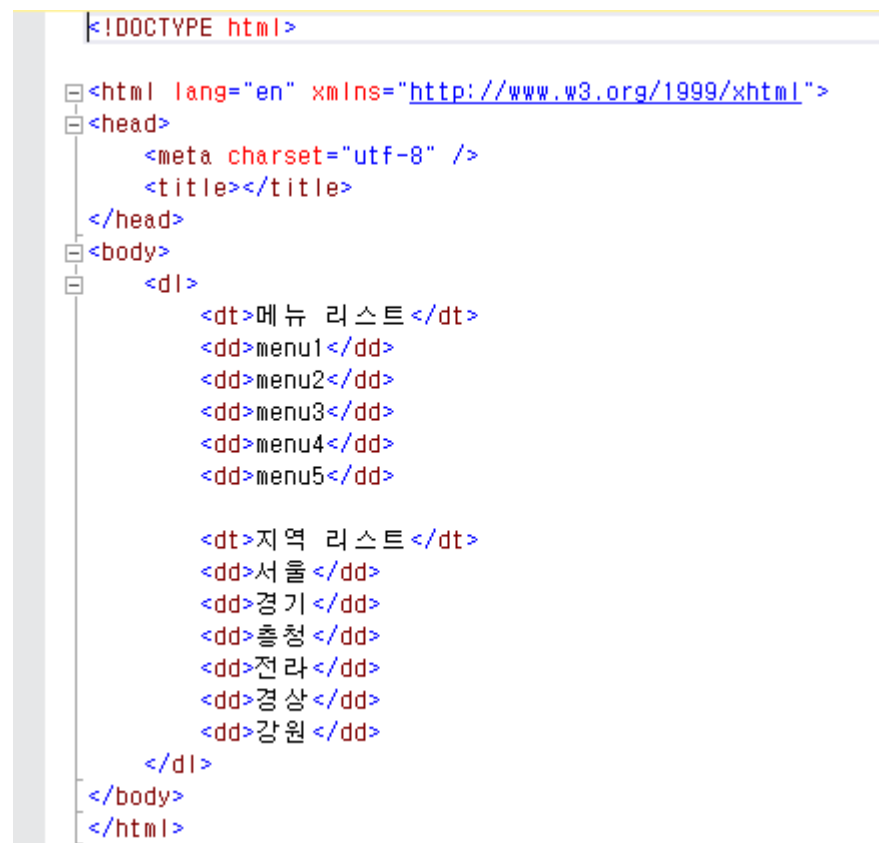 <!DOCTYPE html>
<html lang="en" xmlns="http://www.w3.org/1999/xhtml">
<head>
<meta charset="utf-8" />
<title></title>
</head>
<body>
<dl>
<dt>메뉴 리스트</dt>
<dd>menu1</dd>
<dd>menu2</dd>
<dd>menu3</dd>
<dd>menu4</dd>
<dd>menu5</dd>
<dt>지역 리스트</dt>
<dd>서울</dd>
<dd>경기</dd>
<dd>충청</dd>
<dd>전라</dd>
<dd>경상</dd>
<dd>강원</dd>
</dl>
</body>
</html>